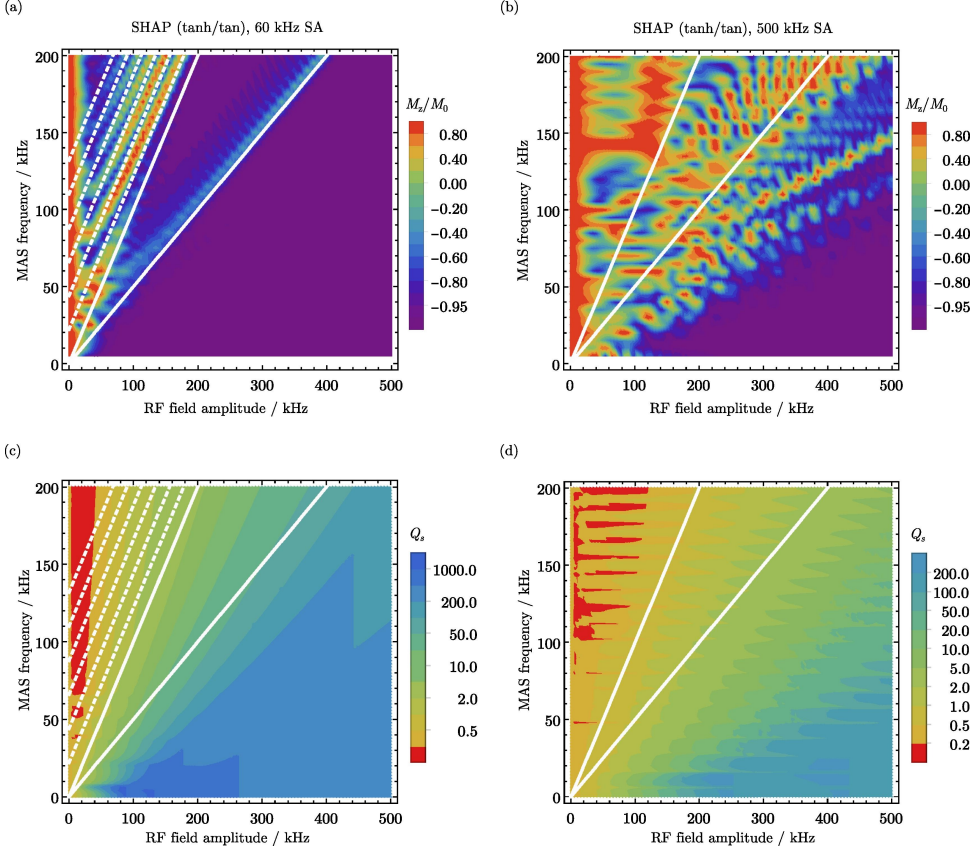 (a)
SHAP (tanh/tan), 60 kHz SA
MAS frequency / kHz
200
150
100
50
0
0 100 200 300 400 500
RF field amplitude / kHz
M_z/M_0
0.80
0.40
0.00
−0.20
−0.40
−0.60
−0.80
−0.95
(b)
SHAP (tanh/tan), 500 kHz SA
MAS frequency / kHz
200
150
100
50
0
0 100 200 300 400 500
RF field amplitude / kHz
M_z/M_0
0.80
0.40
0.00
−0.20
−0.40
−0.60
−0.80
−0.95
(c)
MAS frequency / kHz
200
150
100
50
0
0 100 200 300 400 500
RF field amplitude / kHz
Q_s
1000.0
200.0
50.0
10.0
2.0
0.5
(d)
MAS frequency / kHz
200
150
100
50
0
0 100 200 300 400 500
RF field amplitude / kHz
Q_s
200.0
100.0
50.0
20.0
10.0
5.0
2.0
1.0
0.5
0.2